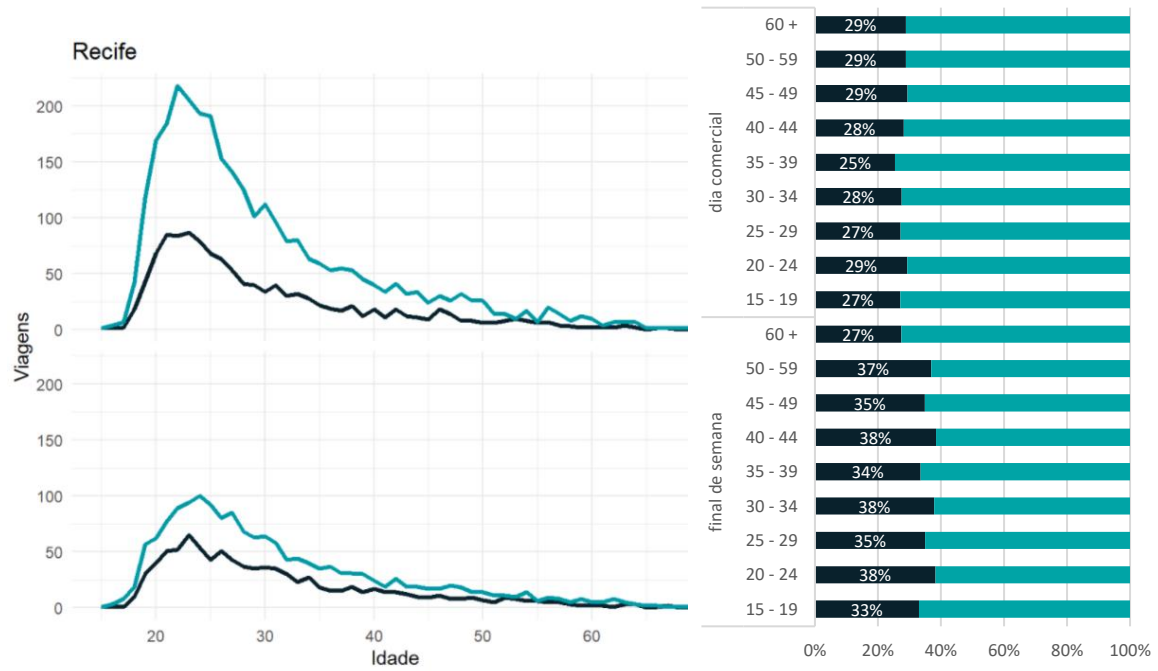 Recife
Viagens
200
150
100
50
0
200
150
100
50
0
20 30 40 50 60
Idade
dia comercial
60 + 29%
50 - 59 29%
45 - 49 29%
40 - 44 28%
35 - 39 25%
30 - 34 28%
25 - 29 27%
20 - 24 29%
15 - 19 27%
final de semana
60 + 27%
50 - 59 37%
45 - 49 35%
40 - 44 38%
35 - 39 34%
30 - 34 38%
25 - 29 35%
20 - 24 38%
15 - 19 33%
0% 20% 40% 60% 80% 100%